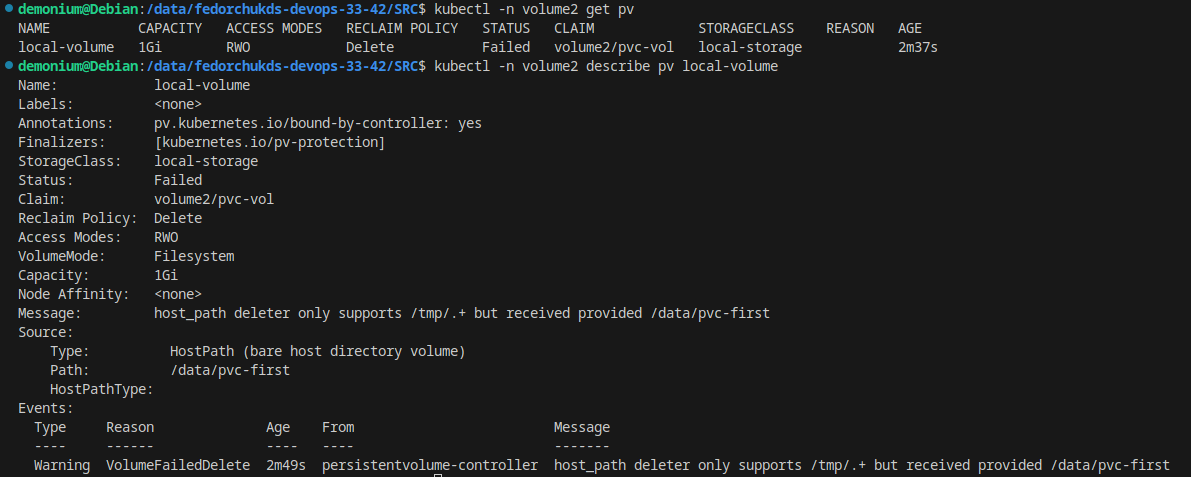 demonium@Debian:/data/fedorchukds-devops-33-42/SRC$ kubectl -n volume2 get pv
NAME CAPACITY ACCESS MODES RECLAIM POLICY STATUS CLAIM STORAGECLASS REASON AGE
local-volume 1Gi RWO Delete Failed volume2/pvc-vol local-storage 2m37s
demonium@Debian:/data/fedorchukds-devops-33-42/SRC$ kubectl -n volume2 describe pv local-volume
Name: local-volume
Labels: <none>
Annotations: pv.kubernetes.io/bound-by-controller: yes
Finalizers: [kubernetes.io/pv-protection]
StorageClass: local-storage
Status: Failed
Claim: volume2/pvc-vol
Reclaim Policy: Delete
Access Modes: RWO
VolumeMode: Filesystem
Capacity: 1Gi
Node Affinity: <none>
Message: host_path deleter only supports /tmp/.+ but received provided /data/pvc-first
Source:
Type: HostPath (bare host directory volume)
Path: /data/pvc-first
HostPathType:
Events:
Type Reason Age From Message
---- ------ ---- ---- -------
Warning VolumeFailedDelete 2m49s persistentvolume-controller host_path deleter only supports /tmp/.+ but received provided /data/pvc-first